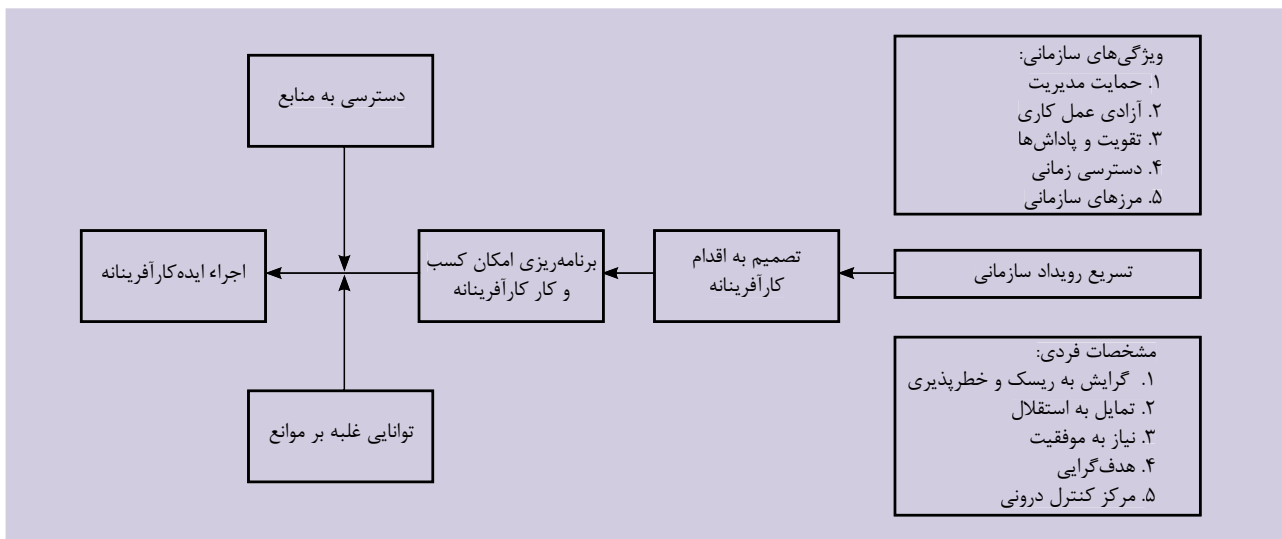 ویژگی‌های سازمانی:
۱. حمایت مدیریت
۲. آزادی عمل کاری
۳. تقویت و پاداش‌ها
۴. دسترسی زمانی
۵. مرزهای سازمانی
تسریع رویداد سازمانی
مشخصات فردی:
۱. گرایش به ریسک و خطرپذیری
۲. تمایل به استقلال
۳. نیاز به موفقیت
۴. هدف‌گرایی
۵. مرکز کنترل درونی
تصمیم به اقدام
کارآفرینانه
برنامه‌ریزی امکان کسب
و کار کارآفرینانه
دسترسی به منابع
توانایی غلبه بر موانع
اجراء ایده‌کارآفرینانه